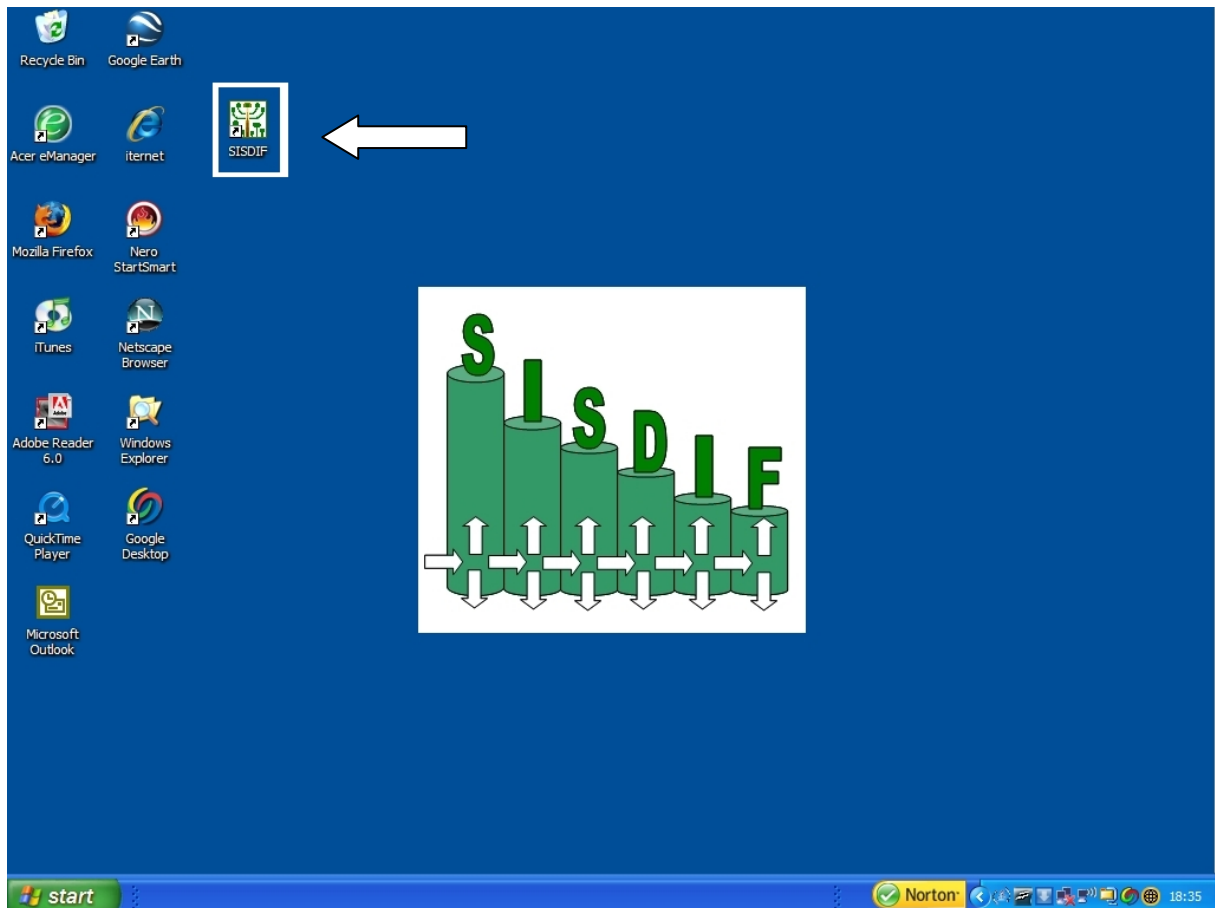 Recycle Bin
Google Earth
Acer eManager
iternet
SISDIF
Mozilla Firefox
Nero
StartSmart
iTunes
Netscape
Browser
Adobe Reader
6.0
Windows
Explorer
QuickTime
Player
Google
Desktop
Microsoft
Outlook
SISDIF
start
Norton
18:35